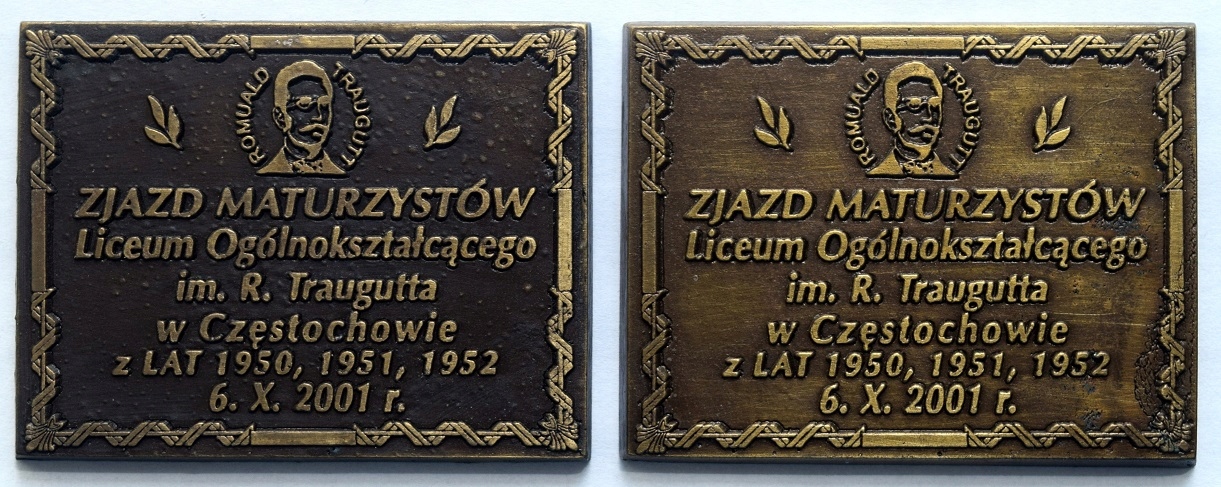 ROMUALD TRAUGUTT
ZJAZD MATURZYSTÓW
Liceum Ogólnokształcącego
im. R. Traugutta
w Częstochowie
z LAT 1950, 1951, 1952
6. X. 2001 r.
ROMUALD TRAUGUTT
ZJAZD MATURZYSTÓW
Liceum Ogólnokształcącego
im. R. Traugutta
w Częstochowie
z LAT 1950, 1951, 1952
6. X. 2001 r.